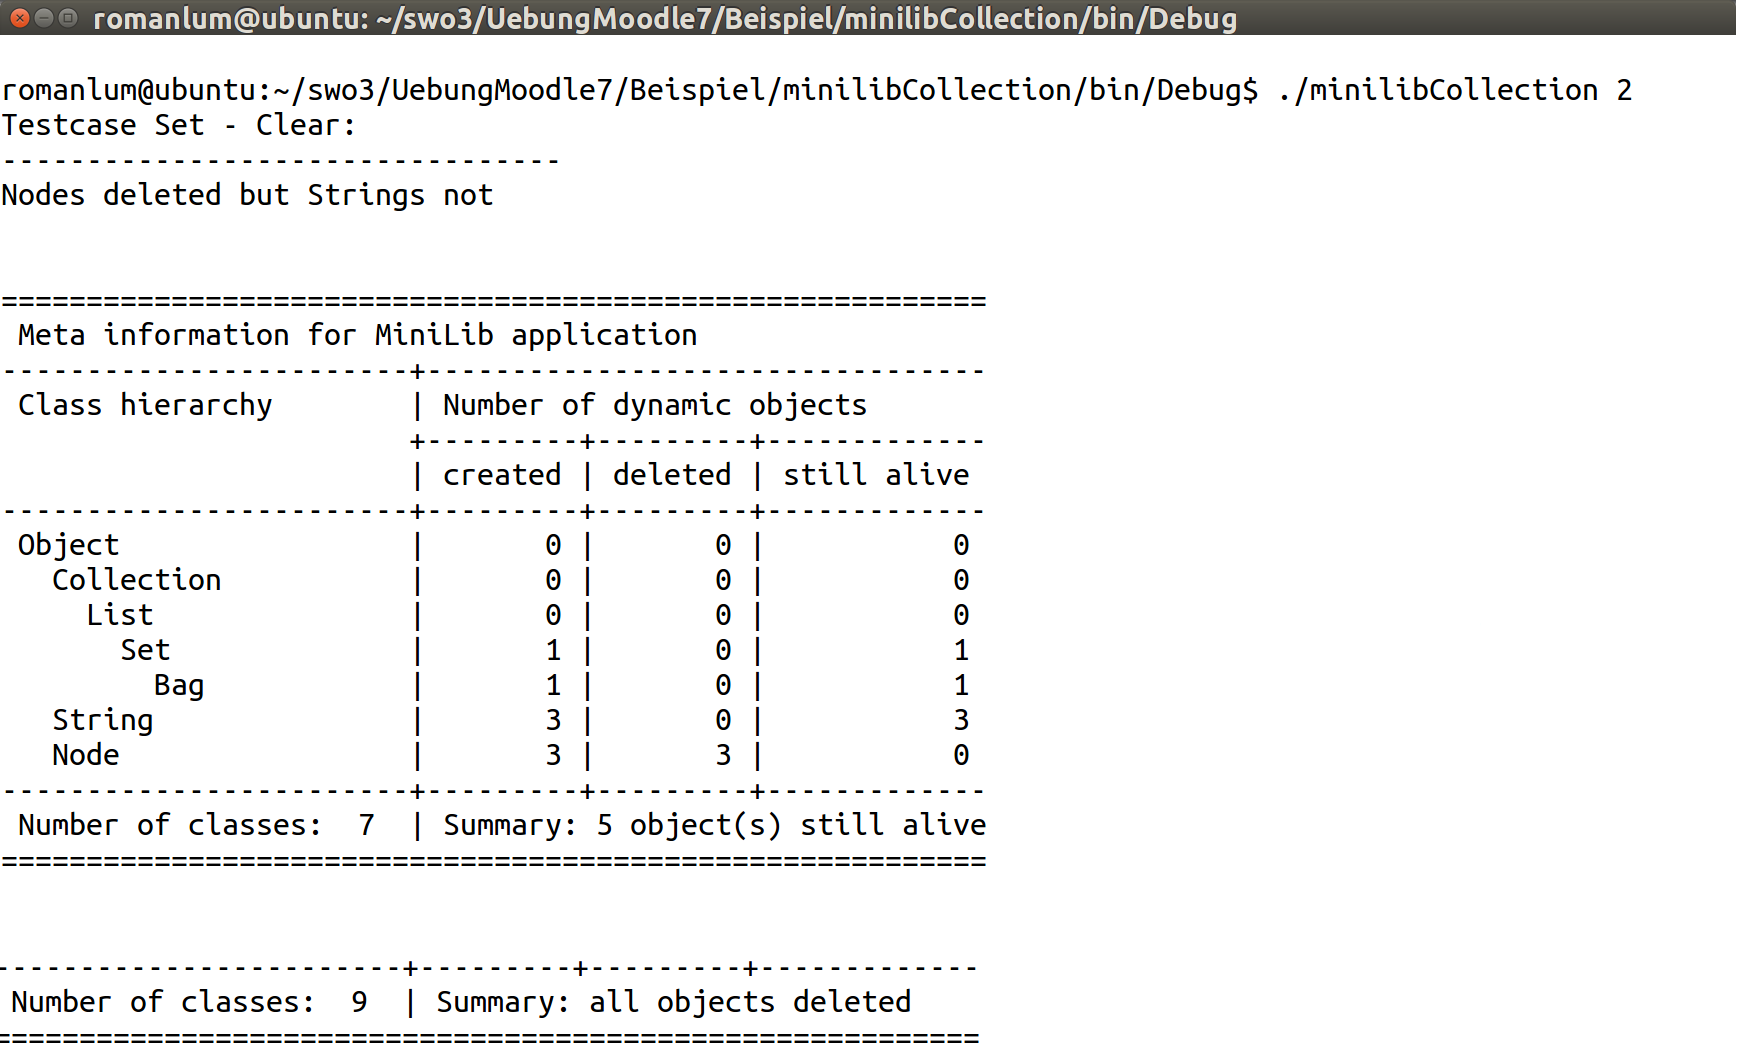 romanlum@ubuntu: ~/swo3/UebungMoodle7/Beispiel/minilibCollection/bin/Debug
romanlum@ubuntu:~/swo3/UebungMoodle7/Beispiel/minilibCollection/bin/Debug$ ./minilibCollection 2
Testcase Set - Clear:
---------------------------------
Nodes deleted but Strings not
==========================================================
 Meta information for MiniLib application
------------------------+---------------------------------
 Class hierarchy        | Number of dynamic objects
                        +---------+---------+-------------
                        | created | deleted | still alive
------------------------+---------+---------+-------------
 Object                 |       0 |       0 |           0
   Collection           |       0 |       0 |           0
     List               |       0 |       0 |           0
       Set              |       1 |       0 |           1
         Bag            |       1 |       0 |           1
   String               |       3 |       0 |           3
   Node                 |       3 |       3 |           0
------------------------+---------+---------+-------------
 Number of classes:  7  | Summary: 5 object(s) still alive
==========================================================
------------------------+---------+---------+-------------
 Number of classes:  9  | Summary: all objects deleted
==========================================================